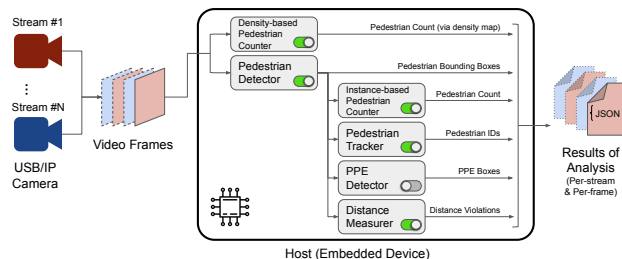 Stream #1
...
Stream #N
USB/IP
Camera
Video Frames
Density-based
Pedestrian
Counter
Pedestrian Count (via density map)
Pedestrian
Detector
Pedestrian Bounding Boxes
Instance-based
Pedestrian
Counter
Pedestrian Count
Pedestrian
Tracker
Pedestrian IDs
PPE
Detector
PPE Boxes
Distance
Measurer
Distance Violations
Host (Embedded Device)
{ JSON
Results of
Analysis
(Per-stream
& Per-frame)